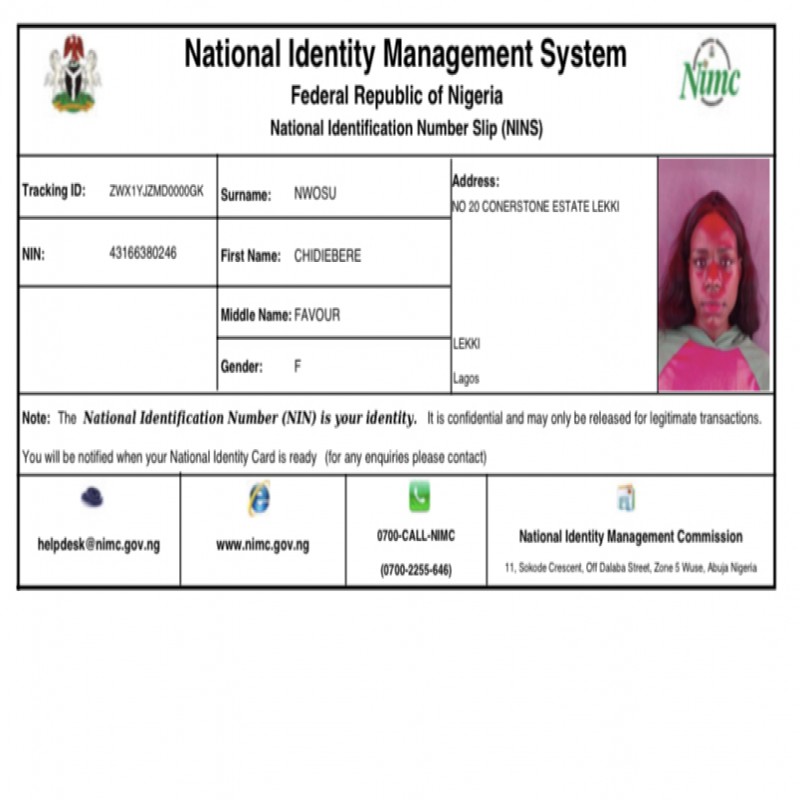 National Identity Management System
Federal Republic of Nigeria
National Identification Number Slip (NINS)
Nimc
Tracking ID: ZWX1YJZMD0000GK
Surname: NWOSU
Address:
NO 20 CONERSTONE ESTATE LEKKI
NIN: 43166380246
First Name: CHIDIEBERE
Middle Name: FAVOUR
LEKKI
Gender: F
Lagos
Note: The National Identification Number (NIN) is your identity. It is confidential and may only be released for legitimate transactions.
You will be notified when your National Identity Card is ready (for any enquiries please contact)
helpdesk@nimc.gov.ng
www.nimc.gov.ng
0700-CALL-NIMC
(0700-2255-646)
National Identity Management Commission
11, Sokode Crescent, Off Dalaba Street, Zone 5 Wuse, Abuja Nigeria